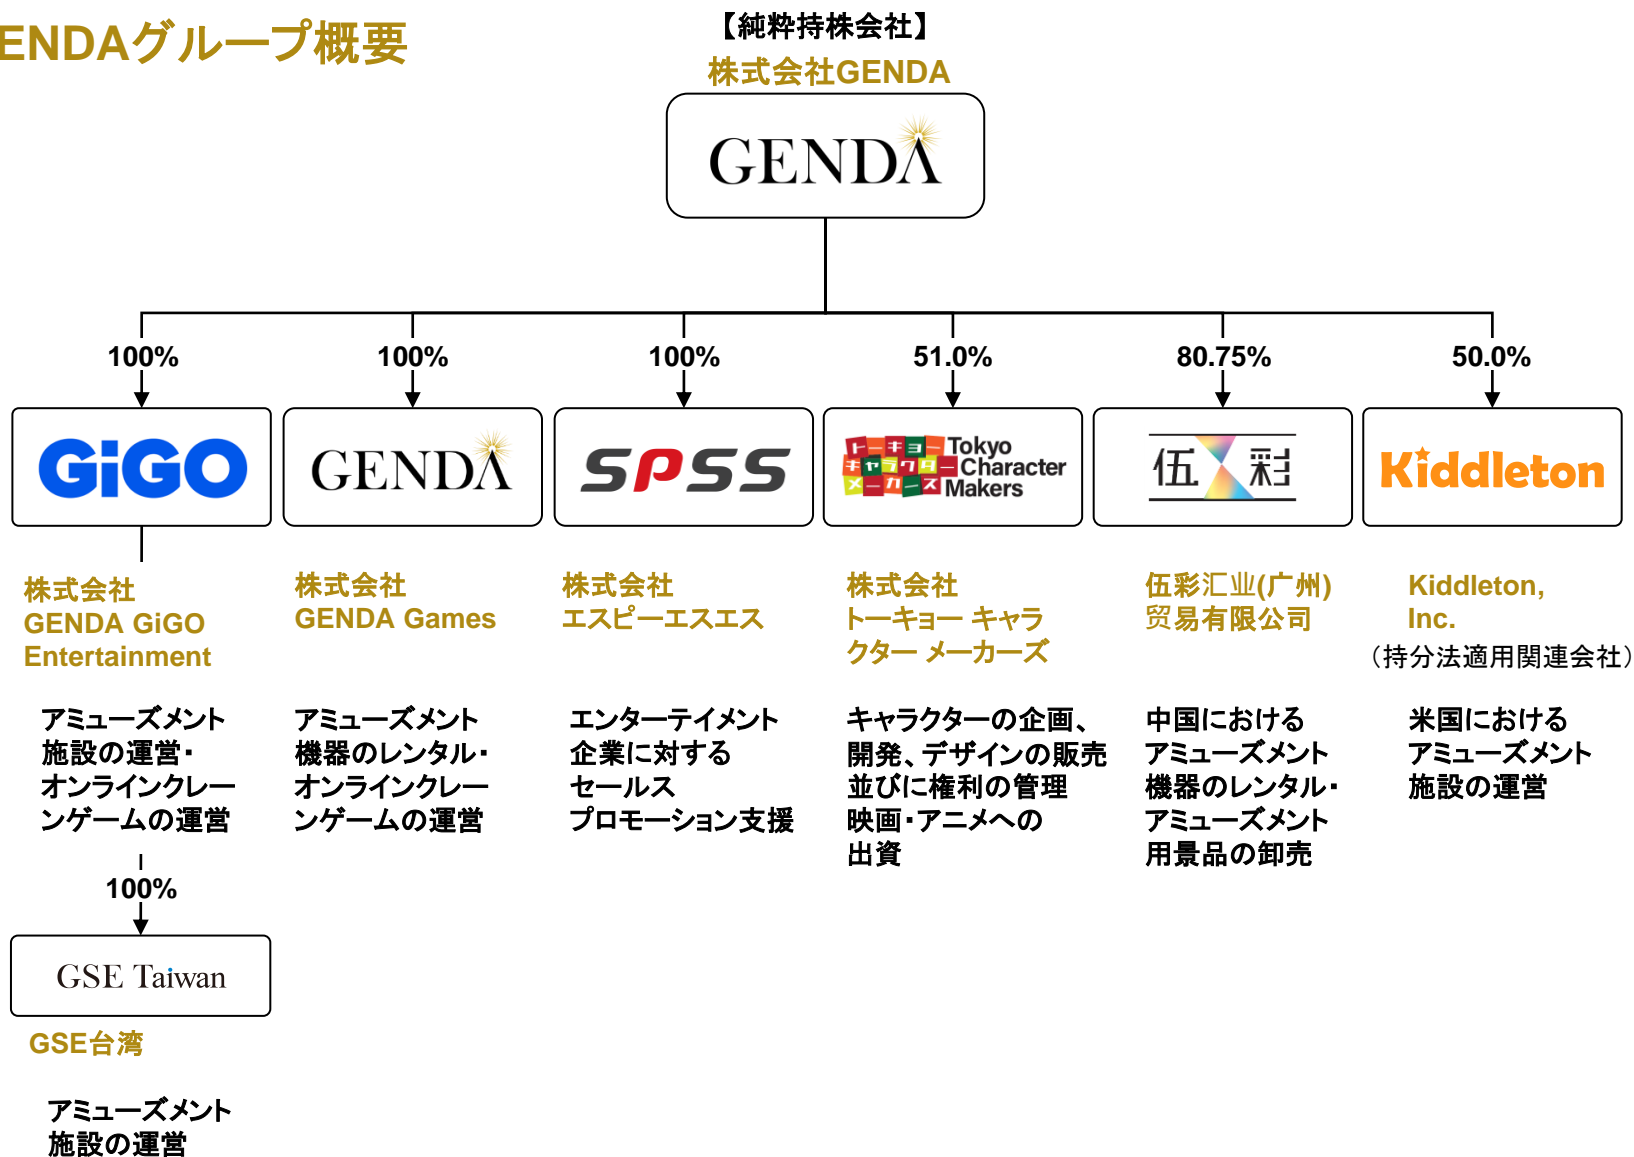 ENDAグループ概要
【純粋持株会社】
株式会社GENDA
GENDA
100%
100%
100%
51.0%
80.75%
50.0%
GiGO
GENDA
SPSS
トーキョー
キャラクター
メーカーズ
Tokyo
Character
Makers
伍彩
Kiddleton
株式会社
GENDA GiGO
Entertainment
株式会社
GENDA Games
株式会社
エスピーエスエス
株式会社
トーキョー キャラ
クター メーカーズ
伍彩汇业(广州)
贸易有限公司
Kiddleton,
Inc.
（持分法適用関連会社）
アミューズメント
施設の運営・
オンラインクレー
ンゲームの運営
アミューズメント
機器のレンタル・
オンラインクレー
ンゲームの運営
エンターテイメント
企業に対する
セールス
プロモーション支援
キャラクターの企画、
開発、デザインの販売
並びに権利の管理
映画・アニメへの
出資
中国における
アミューズメント
機器のレンタル・
アミューズメント
用景品の卸売
米国における
アミューズメント
施設の運営
100%
GSE Taiwan
GSE台湾
アミューズメント
施設の運営